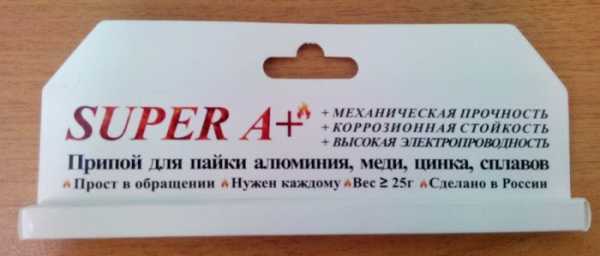 SUPER A+
+ МЕХАНИЧЕСКАЯ ПРОЧНОСТЬ
+ КОРРОЗИОННАЯ СТОЙКОСТЬ
+ ВЫСОКАЯ ЭЛЕКТРОПРОВОДНОСТЬ
Припой для пайки алюминия, меди, цинка, сплавов
Прост в обращении Нужен каждому Вес ≥ 25г Сделано в России